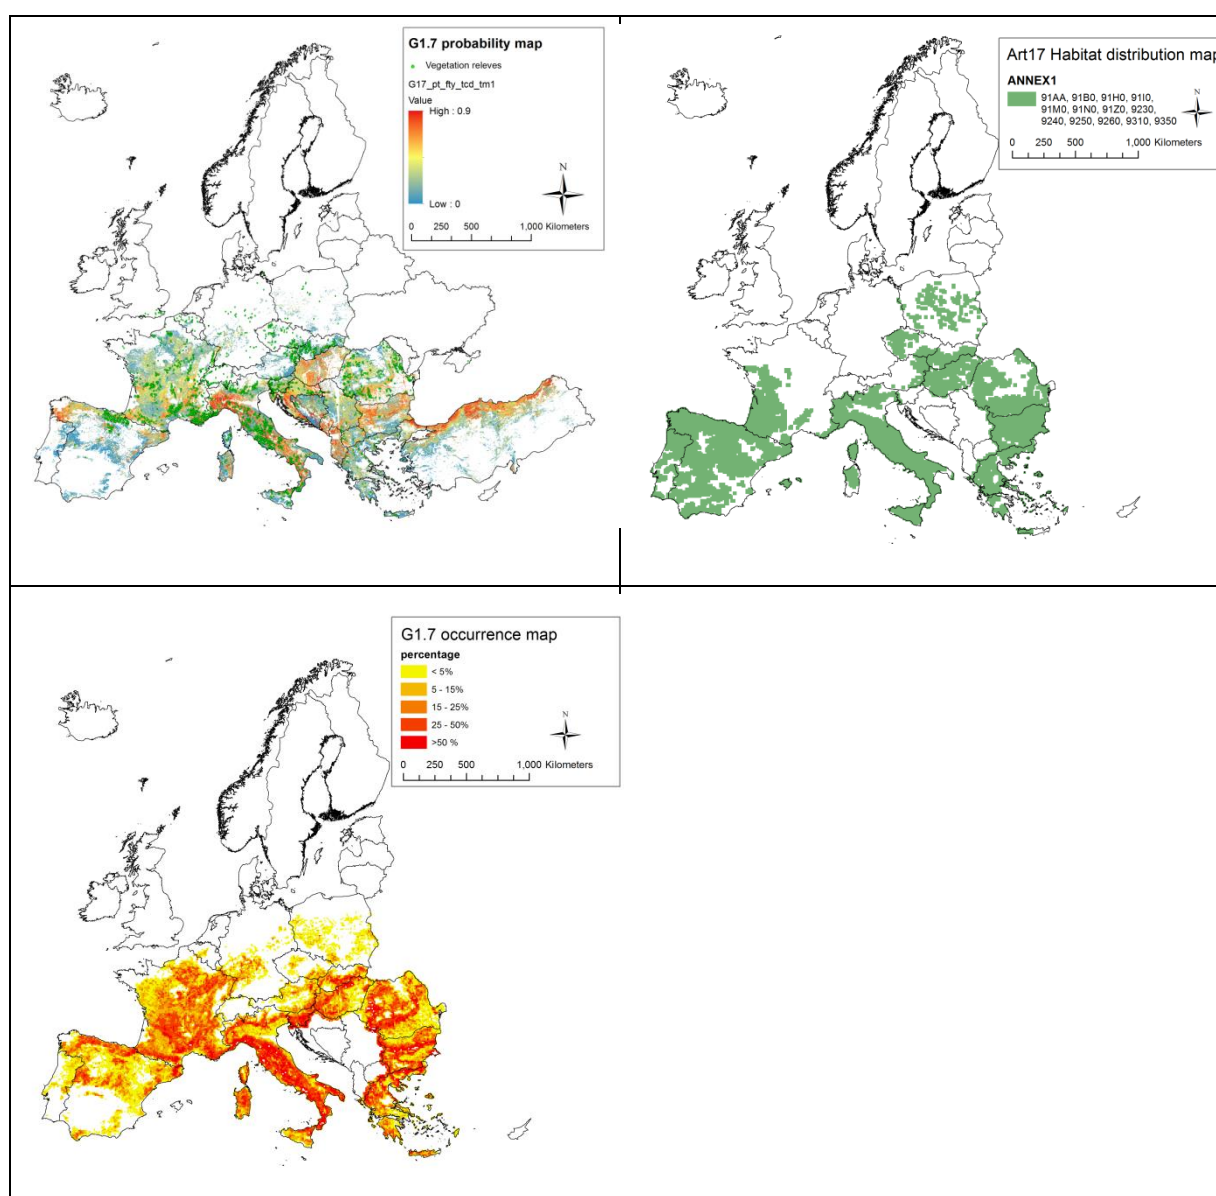 G1.7 probability map
Vegetation releves
G17_pt_fty_tcd_tm1
Value
High : 0.9
Low : 0
N
0 250 500 1,000 Kilometers
Art17 Habitat distribution map
ANNEX1
91AA, 91B0, 91H0, 91I0,
91M0, 91N0, 91Z0, 9230,
9240, 9250, 9260, 9310, 9350
N
0 250 500 1,000 Kilometers
G1.7 occurrence map
percentage
< 5%
5 - 15%
15 - 25%
25 - 50%
>50 %
N
0 250 500 1,000 Kilometers